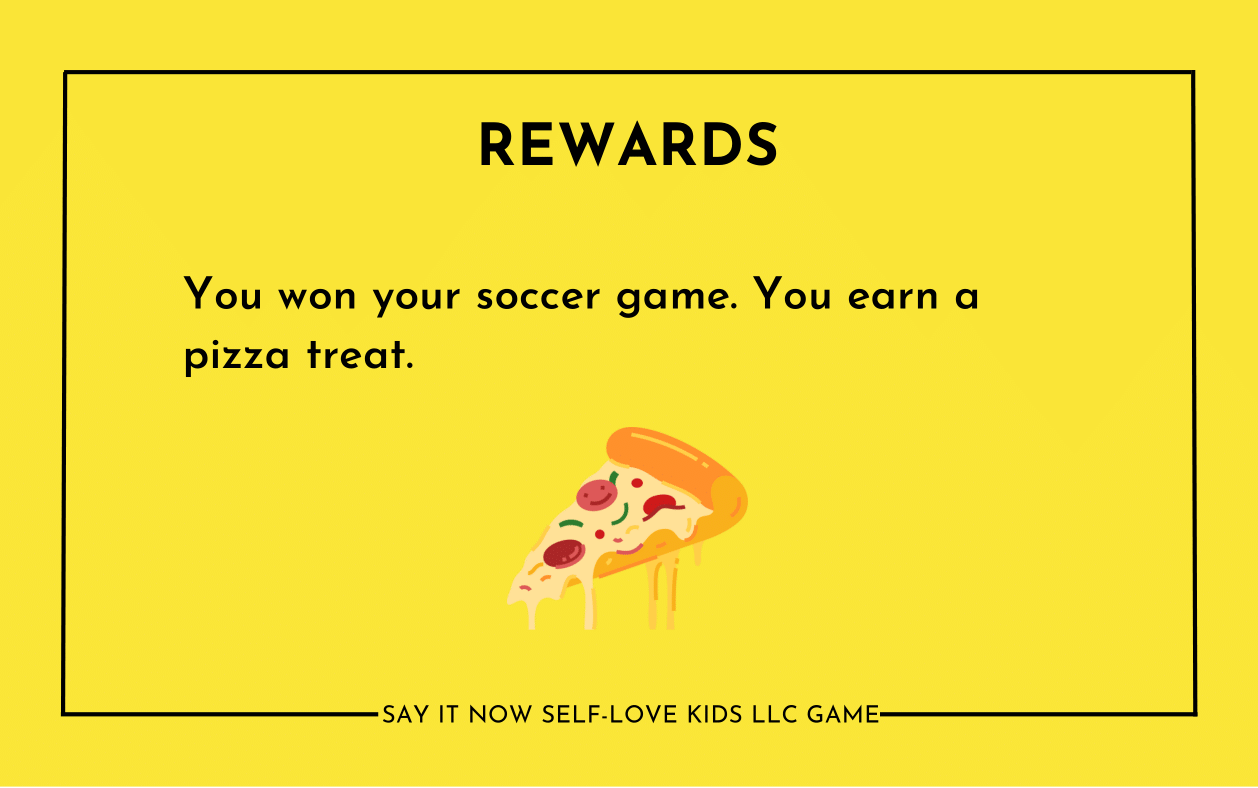 REWARDS
You won your soccer game. You earn a
pizza treat.
SAY IT NOW SELF-LOVE KIDS LLC GAME